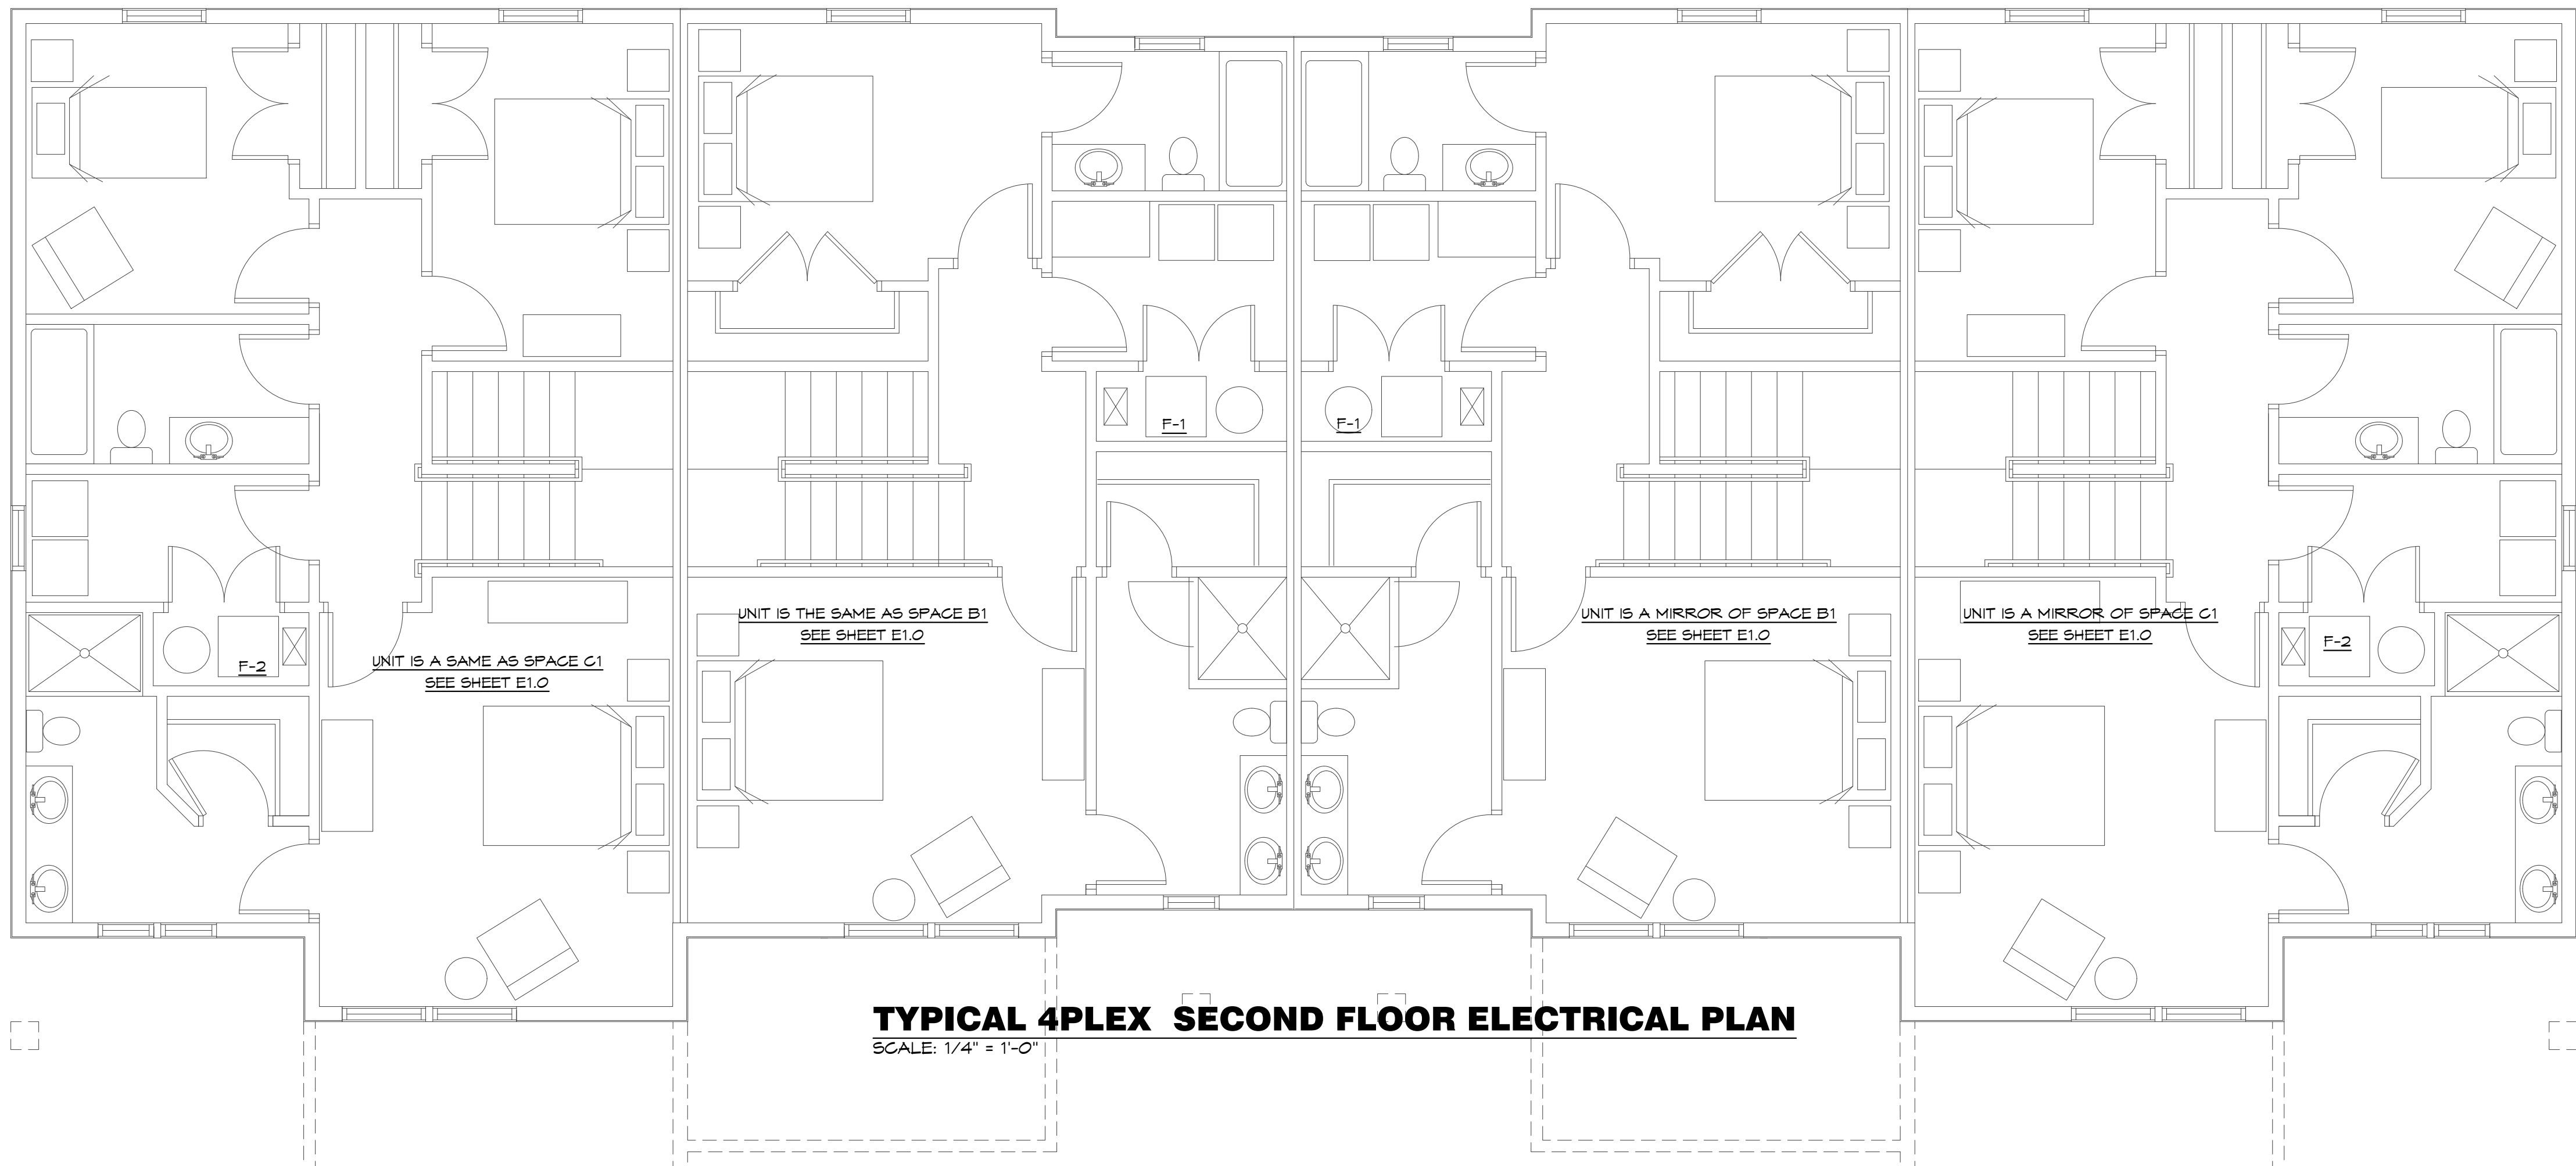 F-1
F-1
UNIT IS THE SAME AS SPACE B1
SEE SHEET E1.0
UNIT IS A MIRROR OF SPACE B1
SEE SHEET E1.0
UNIT IS A MIRROR OF SPACE C1
SEE SHEET E1.0
F-2
F-2
UNIT IS A SAME AS SPACE C1
SEE SHEET E1.0
TYPICAL 4PLEX SECOND FLOOR ELECTRICAL PLAN
SCALE: 1/4" = 1'-0"